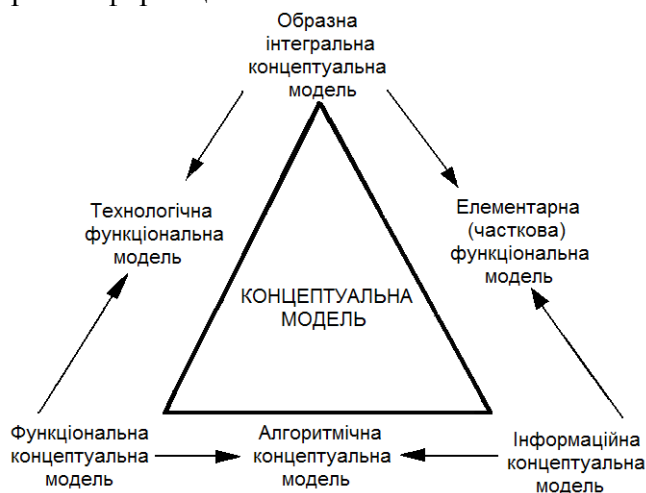 Образна
інтегральна
концептуальна
модель
Технологічна
функціональна
модель
Елементарна
(часткова)
функціональна
модель
КОНЦЕПТУАЛЬНА
МОДЕЛЬ
Функціональна
концептуальна
модель
Алгоритмічна
концептуальна
модель
Інформаційна
концептуальна
модель